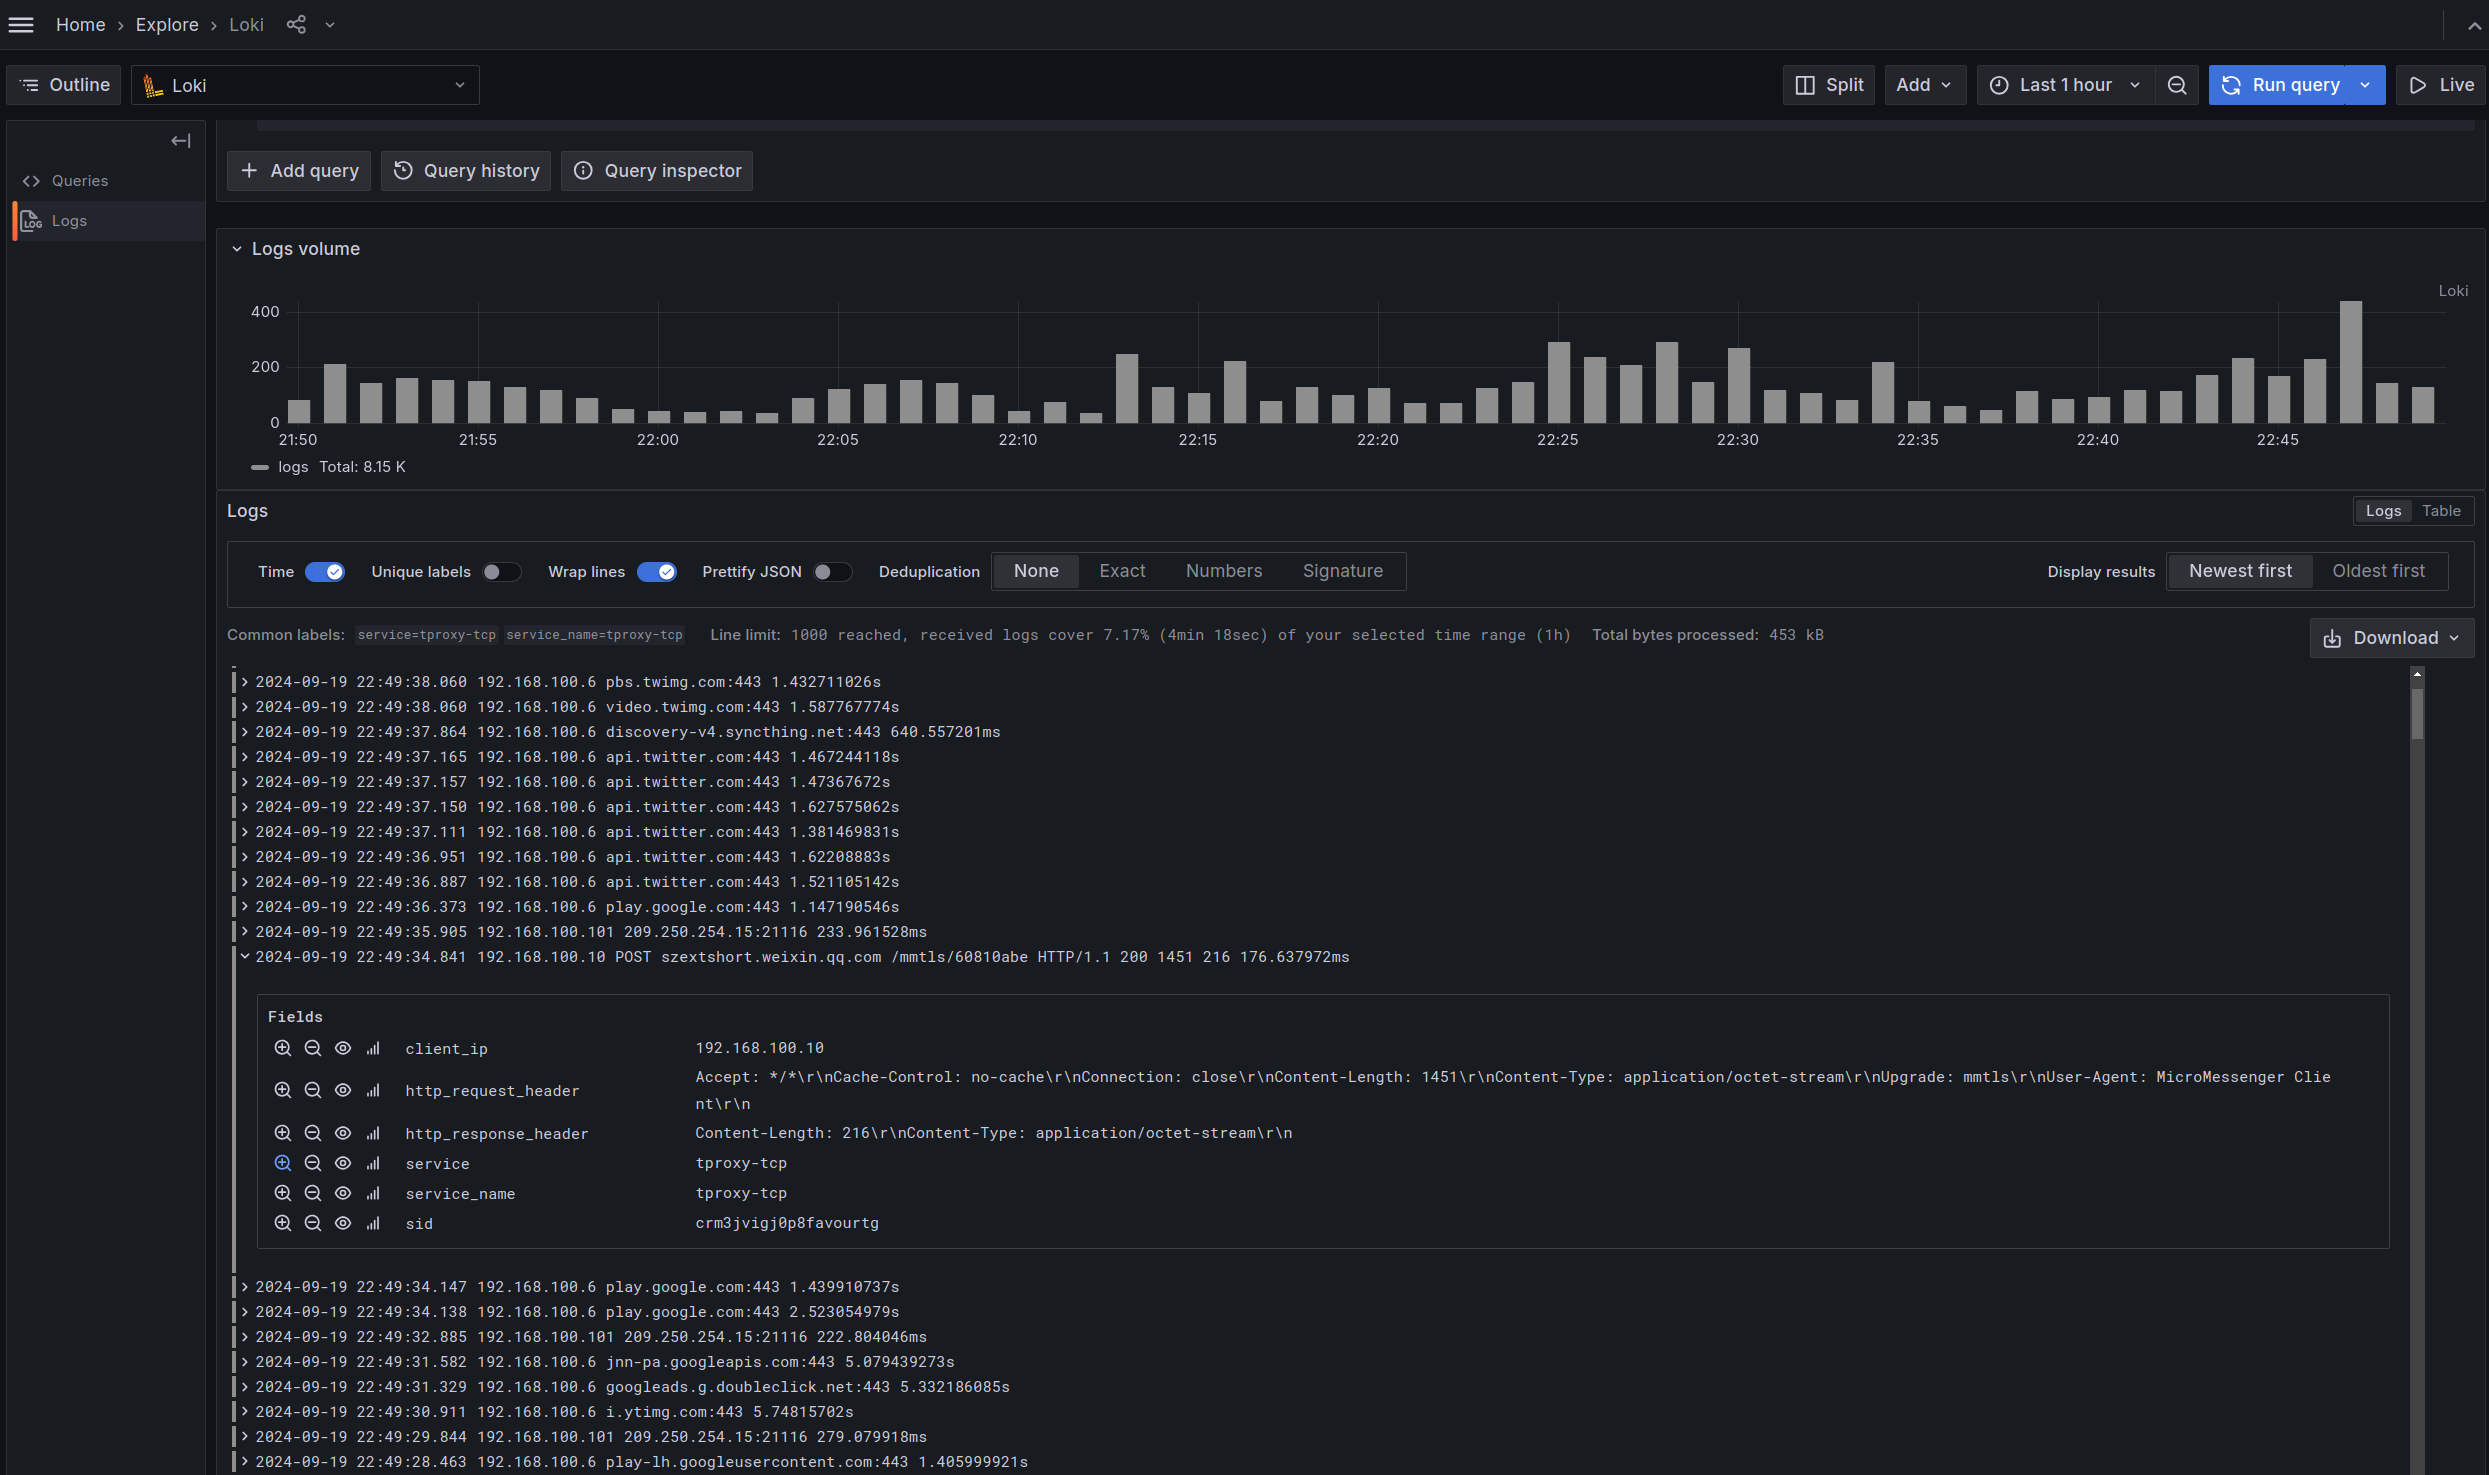 Home › Explore › Loki
Outline Loki Split Add Last 1 hour Run query Live
Queries
Logs
Add query Query history Query inspector
Logs volume
Loki
400
200
0
21:50 21:55 22:00 22:05 22:10 22:15 22:20 22:25 22:30 22:35 22:40 22:45
logs Total: 8.15 K
Logs Logs Table
Time Unique labels Wrap lines Prettify JSON Deduplication None Exact Numbers Signature Display results Newest first Oldest first
Common labels: service=tproxy-tcp service_name=tproxy-tcp Line limit: 1000 reached, received logs cover 7.17% (4min 18sec) of your selected time range (1h) Total bytes processed: 453 kB Download
2024-09-19 22:49:38.060 192.168.100.6 pbs.twimg.com:443 1.432711026s
2024-09-19 22:49:38.060 192.168.100.6 video.twimg.com:443 1.587767774s
2024-09-19 22:49:37.864 192.168.100.6 discovery-v4.syncthing.net:443 640.557201ms
2024-09-19 22:49:37.165 192.168.100.6 api.twitter.com:443 1.467244118s
2024-09-19 22:49:37.157 192.168.100.6 api.twitter.com:443 1.47367672s
2024-09-19 22:49:37.150 192.168.100.6 api.twitter.com:443 1.627575062s
2024-09-19 22:49:37.111 192.168.100.6 api.twitter.com:443 1.381469831s
2024-09-19 22:49:36.951 192.168.100.6 api.twitter.com:443 1.62208883s
2024-09-19 22:49:36.887 192.168.100.6 api.twitter.com:443 1.521105142s
2024-09-19 22:49:36.373 192.168.100.6 play.google.com:443 1.147190546s
2024-09-19 22:49:35.905 192.168.100.101 209.250.254.15:21116 233.961528ms
2024-09-19 22:49:34.841 192.168.100.10 POST szextshort.weixin.qq.com /mmtls/60810abe HTTP/1.1 200 1451 216 176.637972ms
Fields
client_ip 192.168.100.10
http_request_header Accept: */*\r\nCache-Control: no-cache\r\nConnection: close\r\nContent-Length: 1451\r\nContent-Type: application/octet-stream\r\nUpgrade: mmtls\r\nUser-Agent: MicroMessenger Clie
nt\r\n
http_response_header Content-Length: 216\r\nContent-Type: application/octet-stream\r\n
service tproxy-tcp
service_name tproxy-tcp
sid crm3jvigj0p8favourtg
2024-09-19 22:49:34.147 192.168.100.6 play.google.com:443 1.439910737s
2024-09-19 22:49:34.138 192.168.100.6 play.google.com:443 2.523054979s
2024-09-19 22:49:32.885 192.168.100.101 209.250.254.15:21116 222.804046ms
2024-09-19 22:49:31.582 192.168.100.6 jnn-pa.googleapis.com:443 5.079439273s
2024-09-19 22:49:31.329 192.168.100.6 googleads.g.doubleclick.net:443 5.332186085s
2024-09-19 22:49:30.911 192.168.100.6 i.ytimg.com:443 5.74815702s
2024-09-19 22:49:29.844 192.168.100.101 209.250.254.15:21116 279.079918ms
2024-09-19 22:49:28.463 192.168.100.6 play-lh.googleusercontent.com:443 1.405999921s